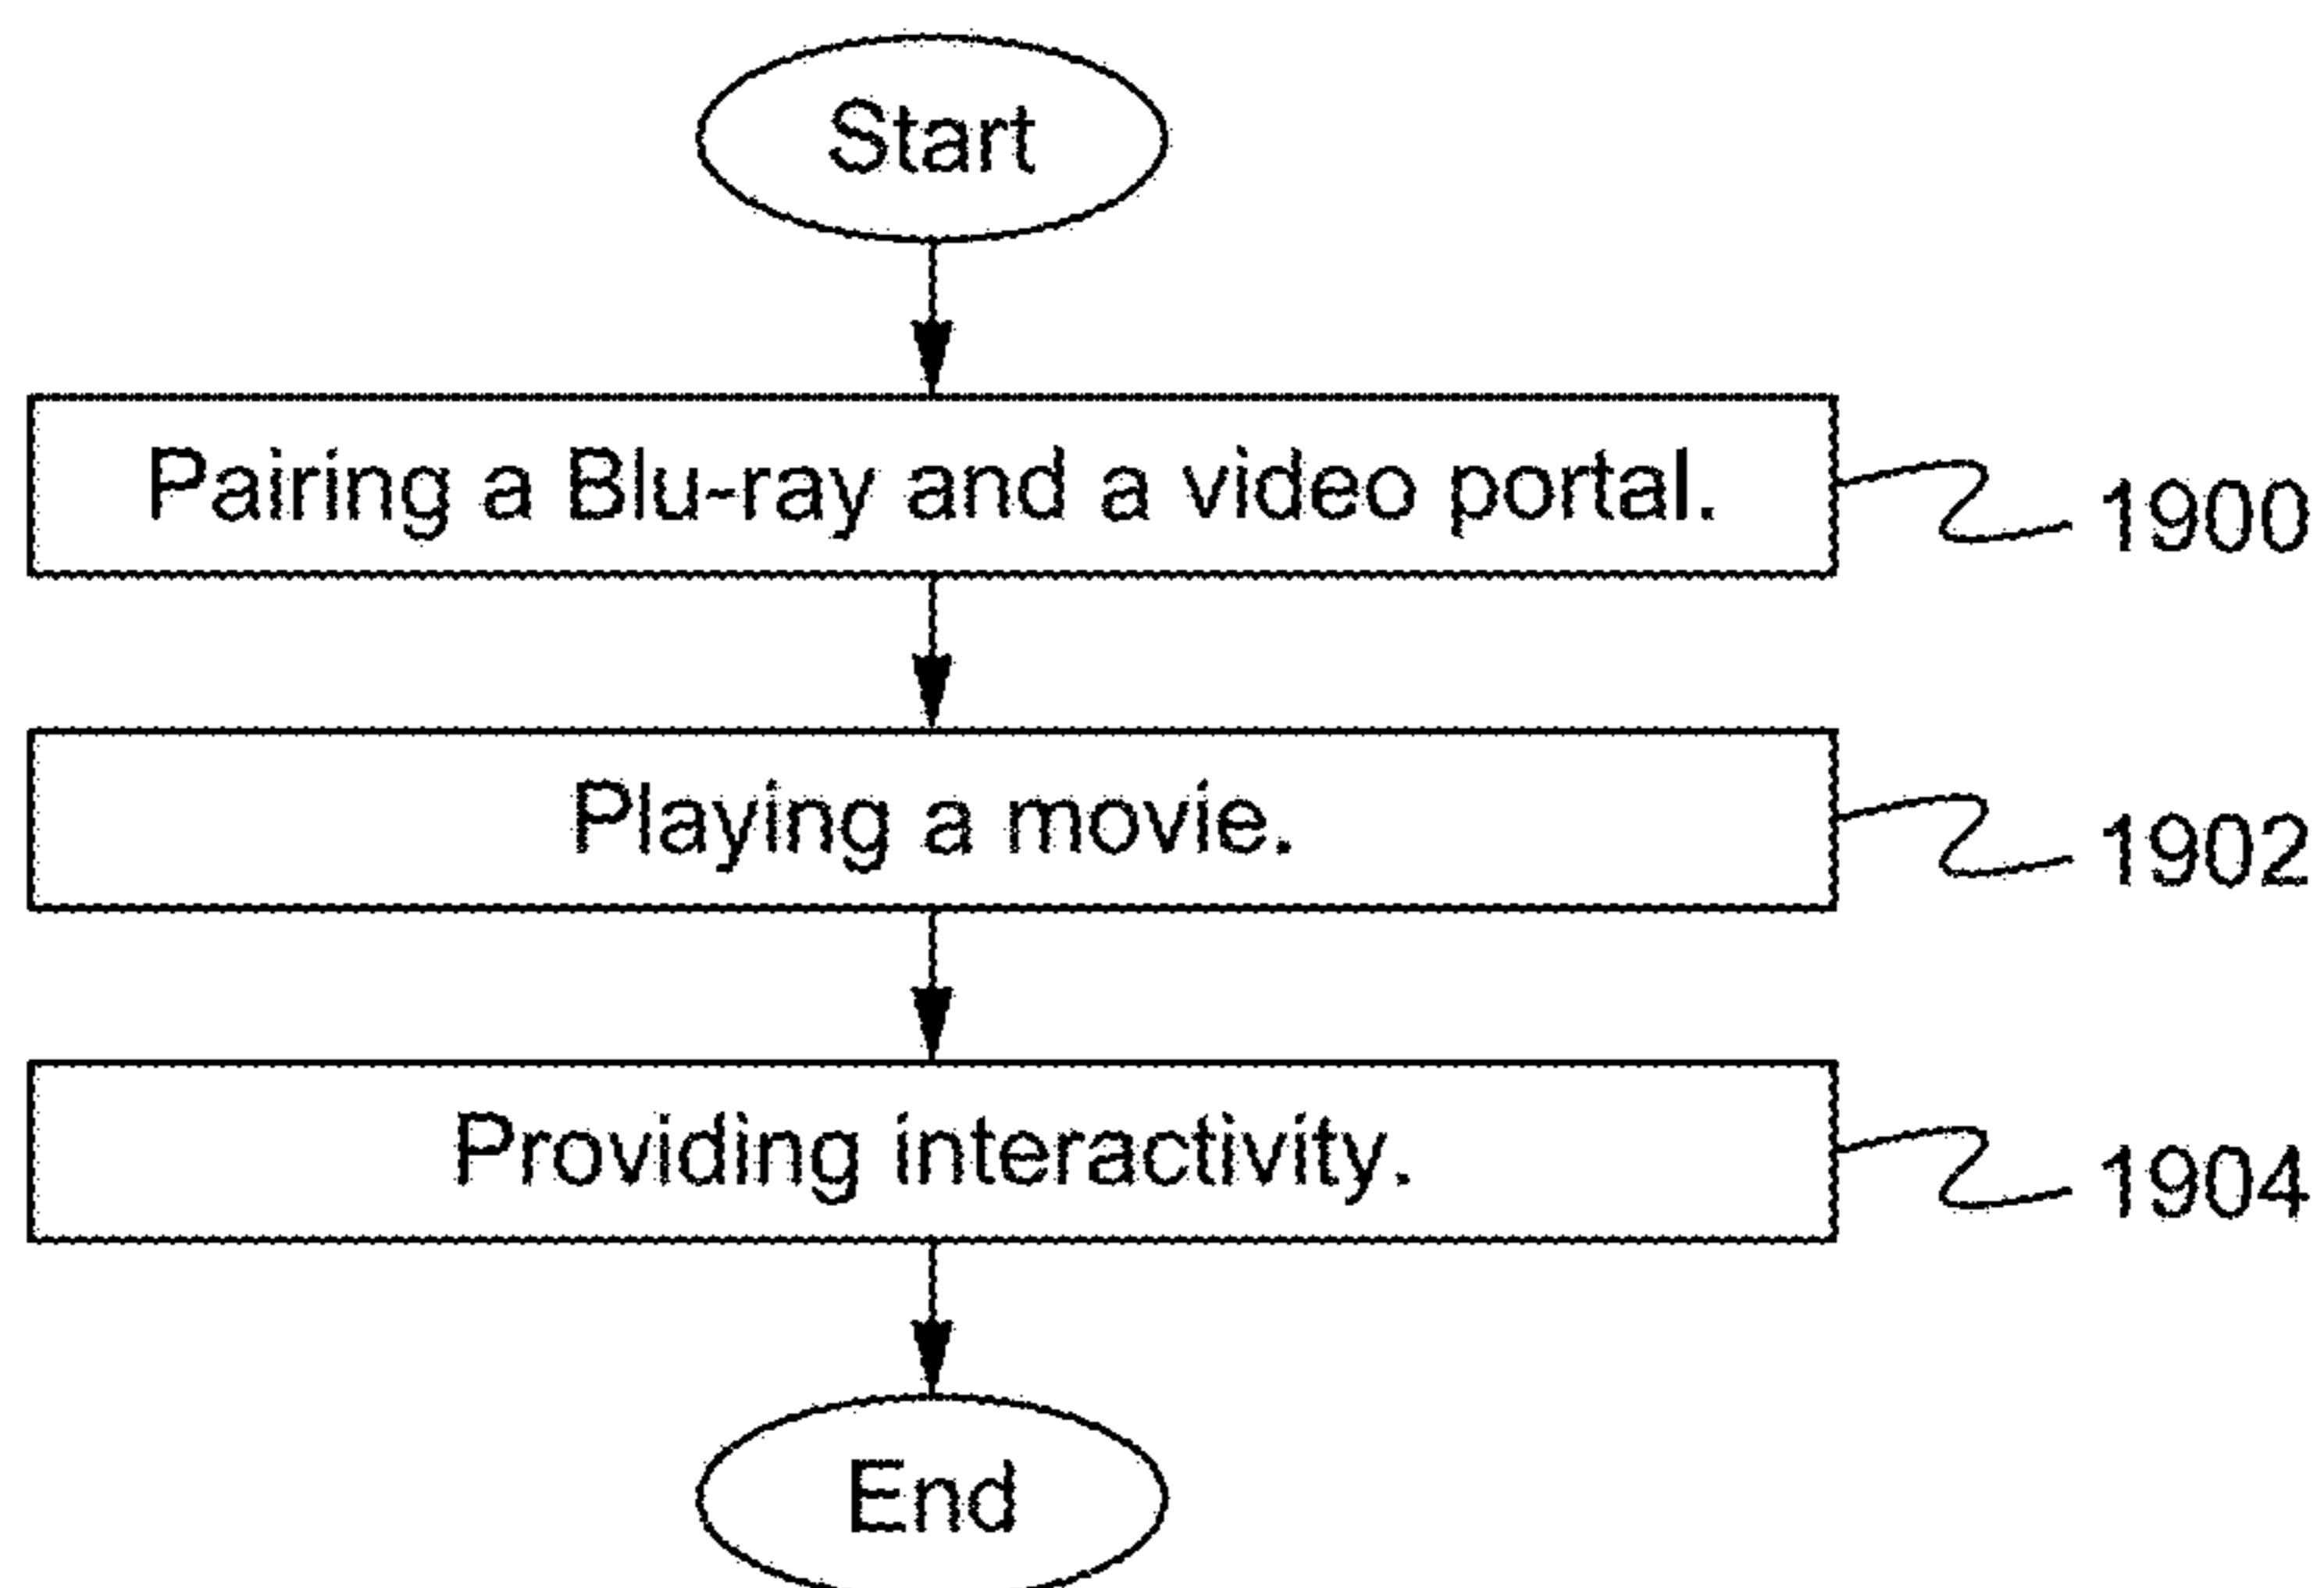 Start
Pairing a Blu-ray and a video portal.
1900
Playing a movie.
1902
Providing interactivity.
1904
End